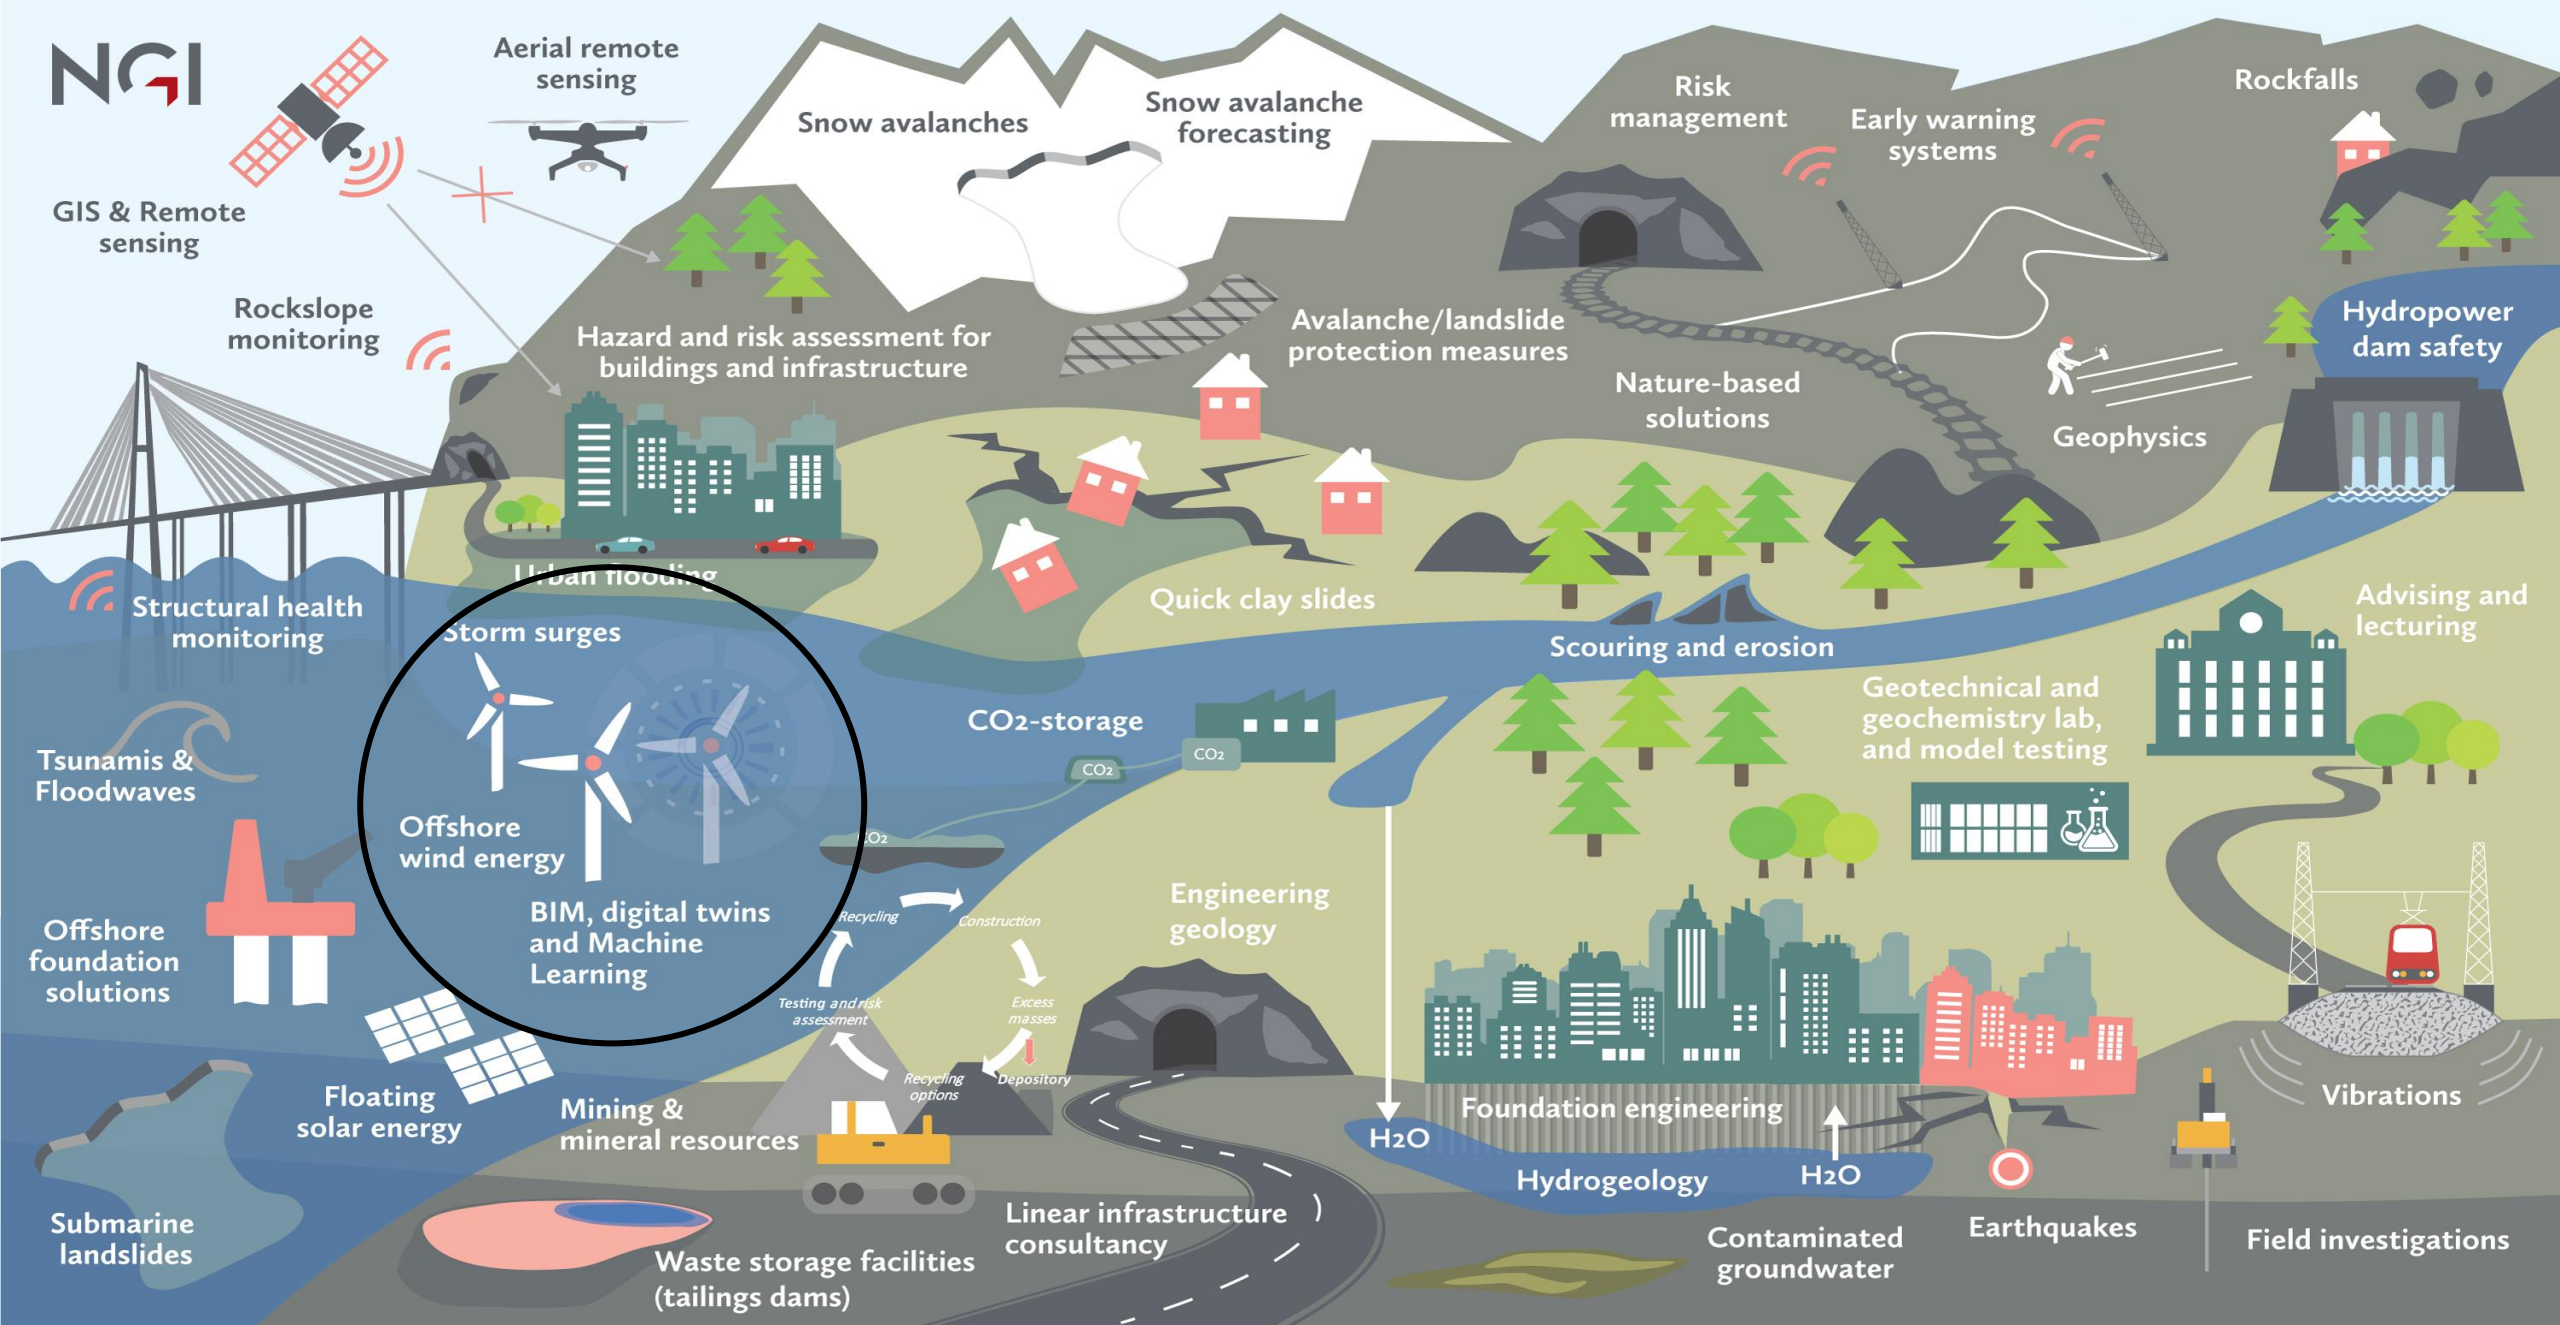 NGI
Aerial remote
sensing
GIS & Remote
sensing
Snow avalanches
Snow avalanche
forecasting
Risk
management
Early warning
systems
Rockfalls
Rockslope
monitoring
Hazard and risk assessment for
buildings and infrastructure
Avalanche/landslide
protection measures
Nature-based
solutions
Geophysics
Hydropower
dam safety
Urban flooding
Structural health
monitoring
Storm surges
Quick clay slides
Scouring and erosion
Advising and
lecturing
Tsunamis &
Floodwaves
Offshore
wind energy
BIM, digital twins
and Machine
Learning
CO2-storage
CO2
CO2
CO2
Geotechnical and
geochemistry lab,
and model testing
Offshore
foundation
solutions
Recycling
Construction
Testing and risk
assessment
Excess
masses
Recycling
options
Depository
Engineering
geology
Floating
solar energy
Mining &
mineral resources
Foundation engineering
H2O
Hydrogeology
H2O
Vibrations
Submarine
landslides
Waste storage facilities
(tailings dams)
Linear infrastructure
consultancy
Contaminated
groundwater
Earthquakes
Field investigations